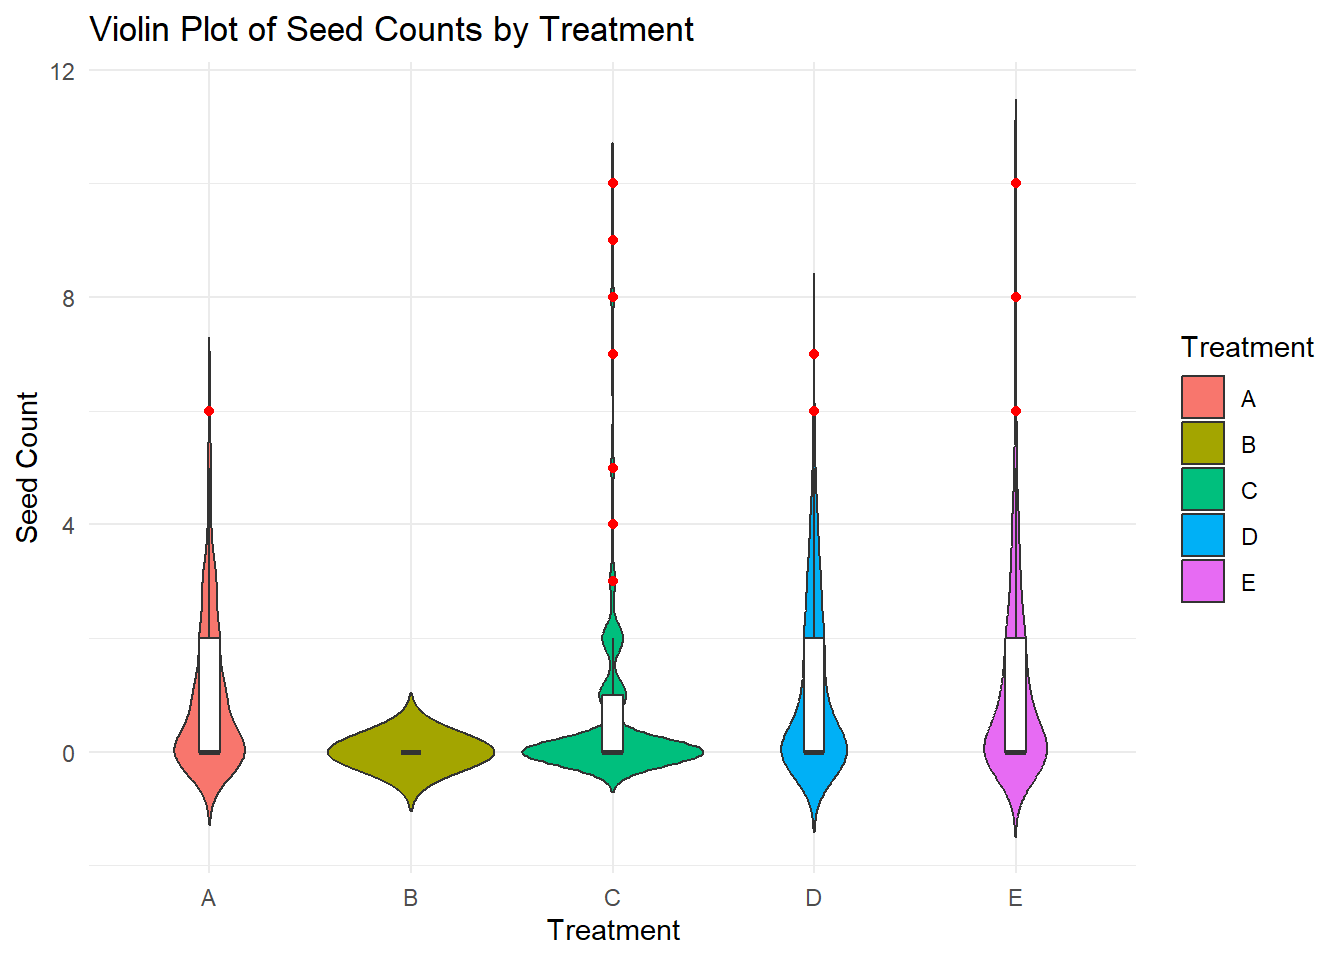 Violin Plot of Seed Counts by Treatment
12
8
4
0
Seed Count
A B C D E
Treatment
Treatment
A
B
C
D
E